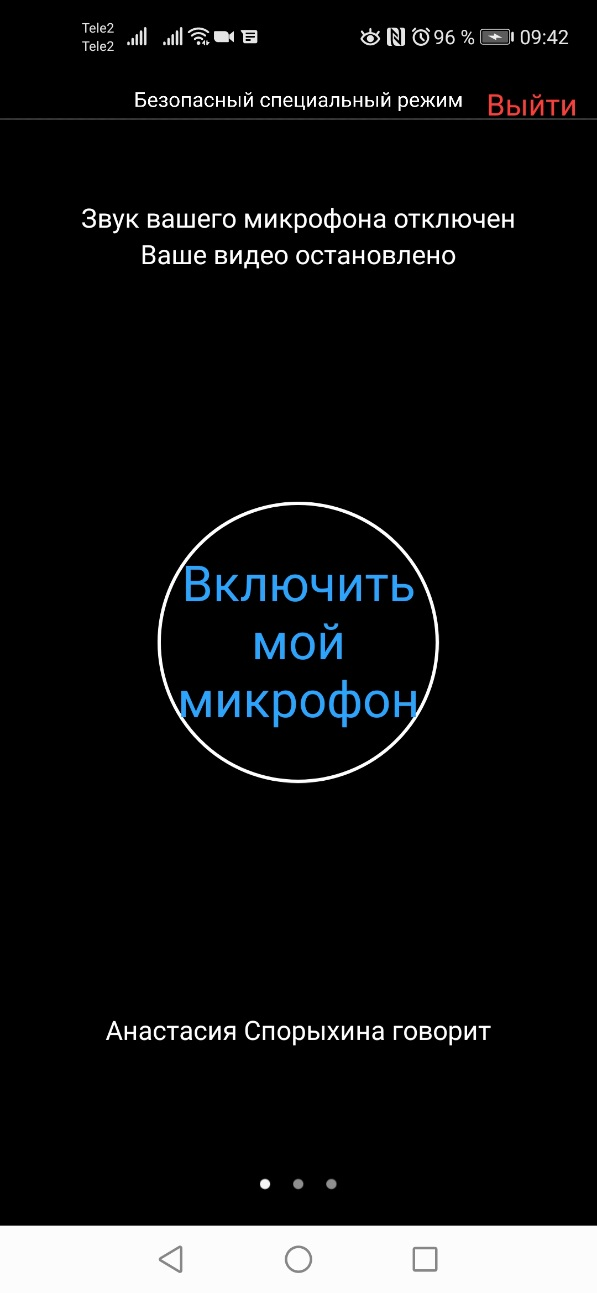 Tele2
Tele2
96 %
09:42
Безопасный специальный режим
Выйти
Звук вашего микрофона отключен
Ваше видео остановлено
Включить
мой
микрофон
Анастасия Спорыхина говорит